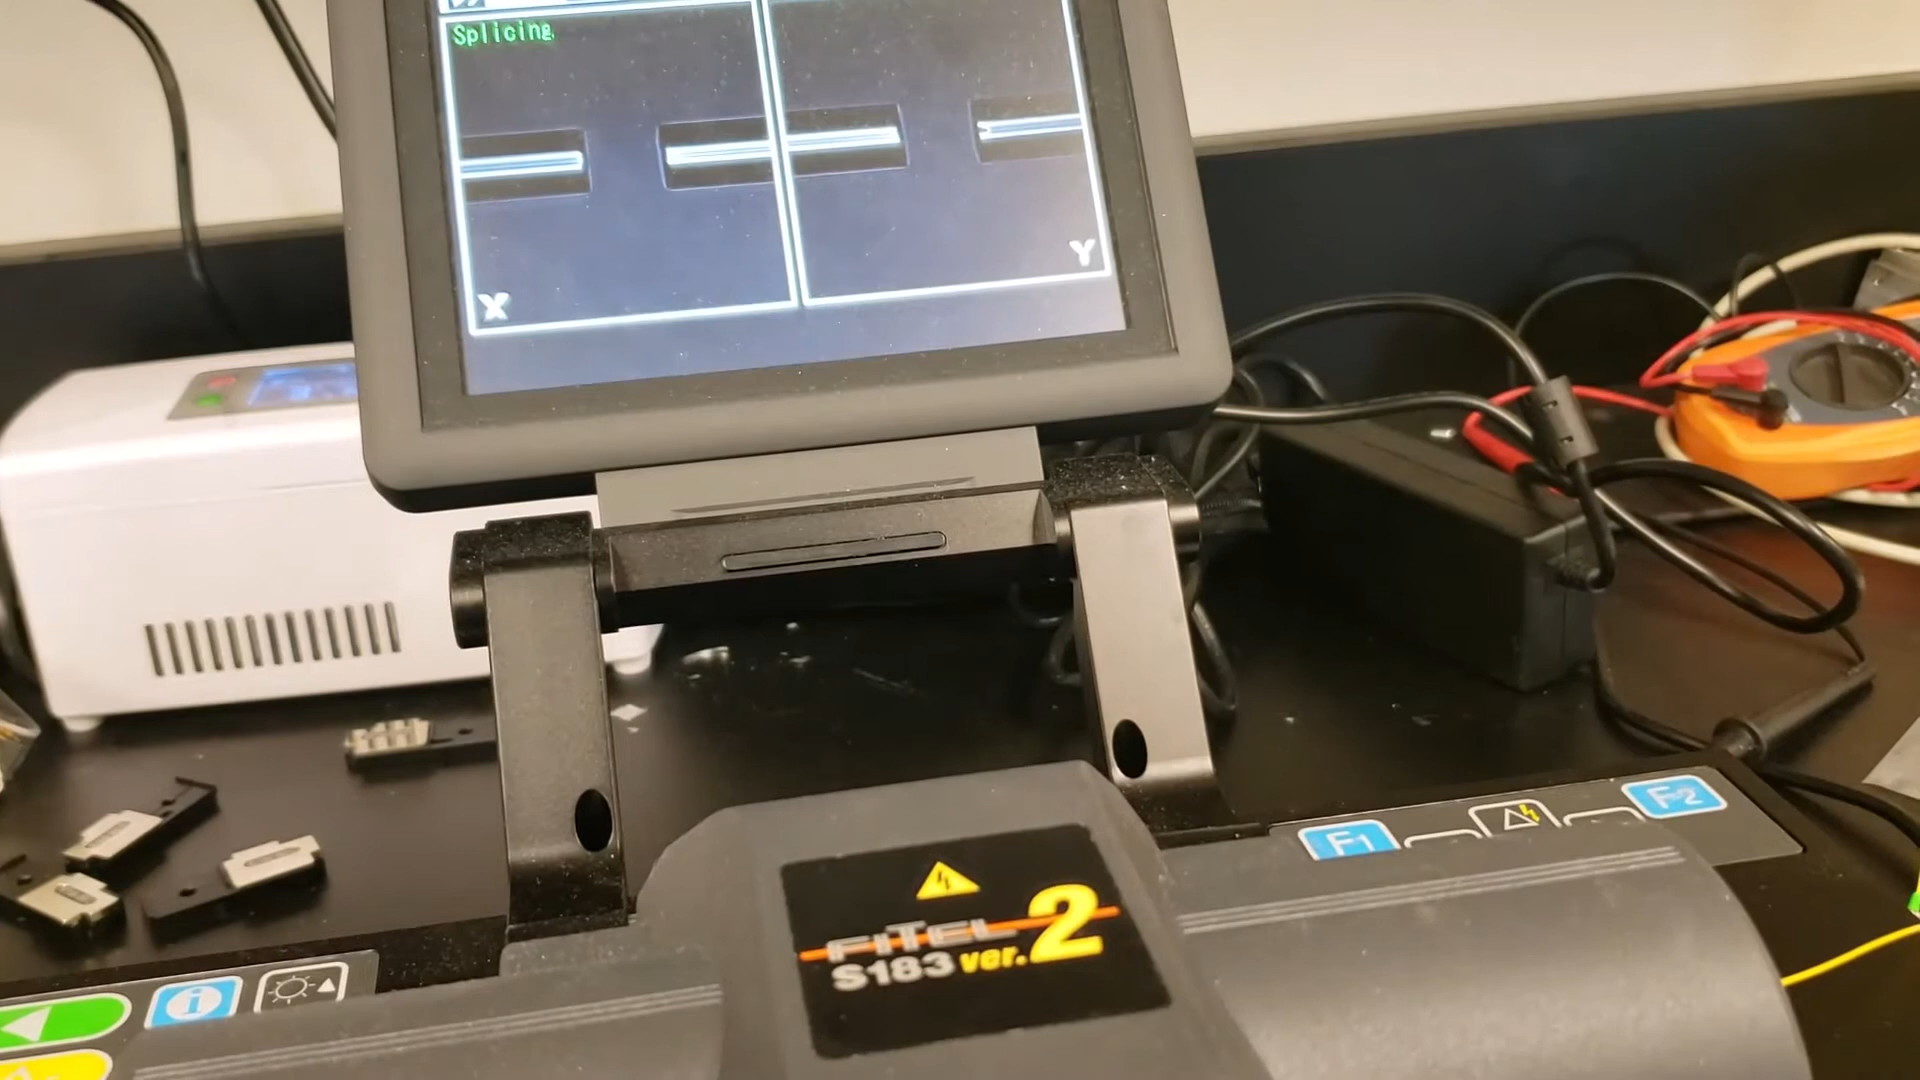 Splicing
X
Y
F1
F2
FITEL
S183 ver.2
i